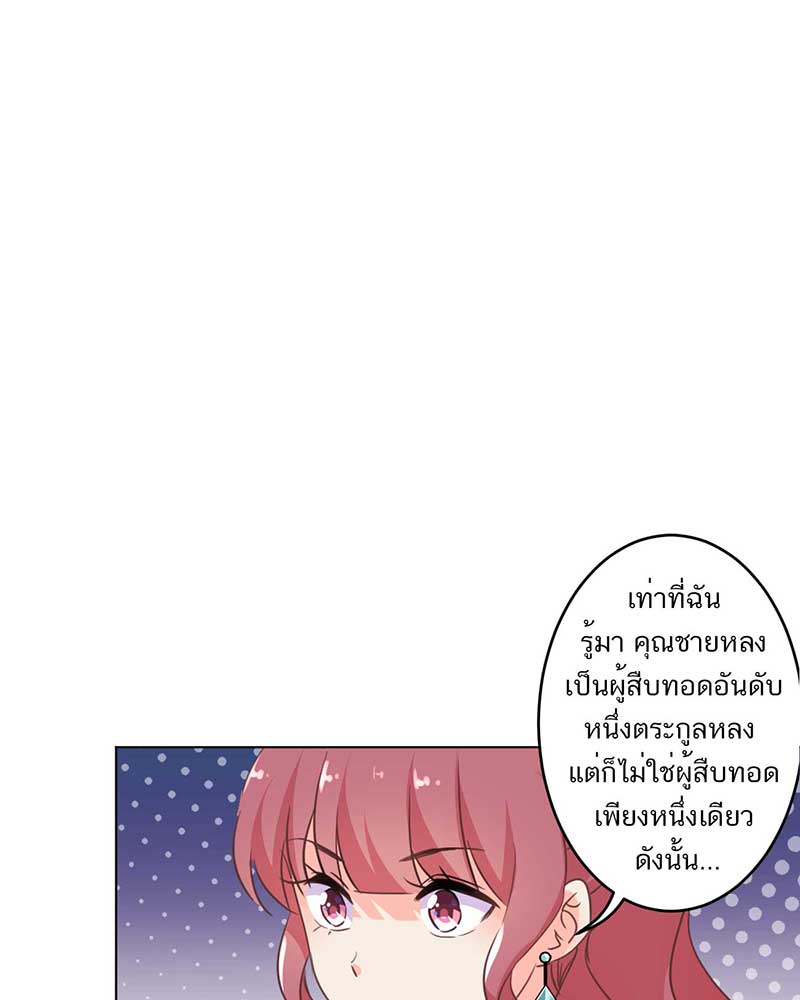 เท่าที่ฉัน
รู้มา คุณชายหลง
เป็นผู้สืบทอดอันดับ
หนึ่งตระกูลหลง
แต่ก็ไม่ใช่ผู้สืบทอด
เพียงหนึ่งเดียว
ดังนั้น...